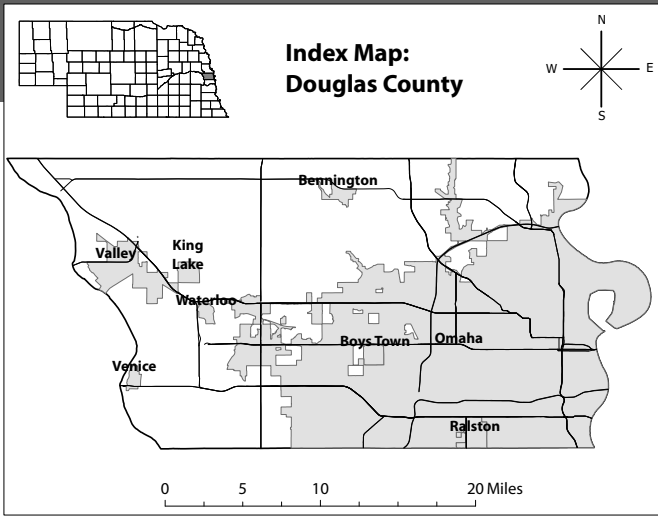 Index Map:
Douglas County
N
W
E
S
Bennington
Valley
King
Lake
Waterloo
Boys Town
Omaha
Venice
Ralston
0 5 10 20 Miles